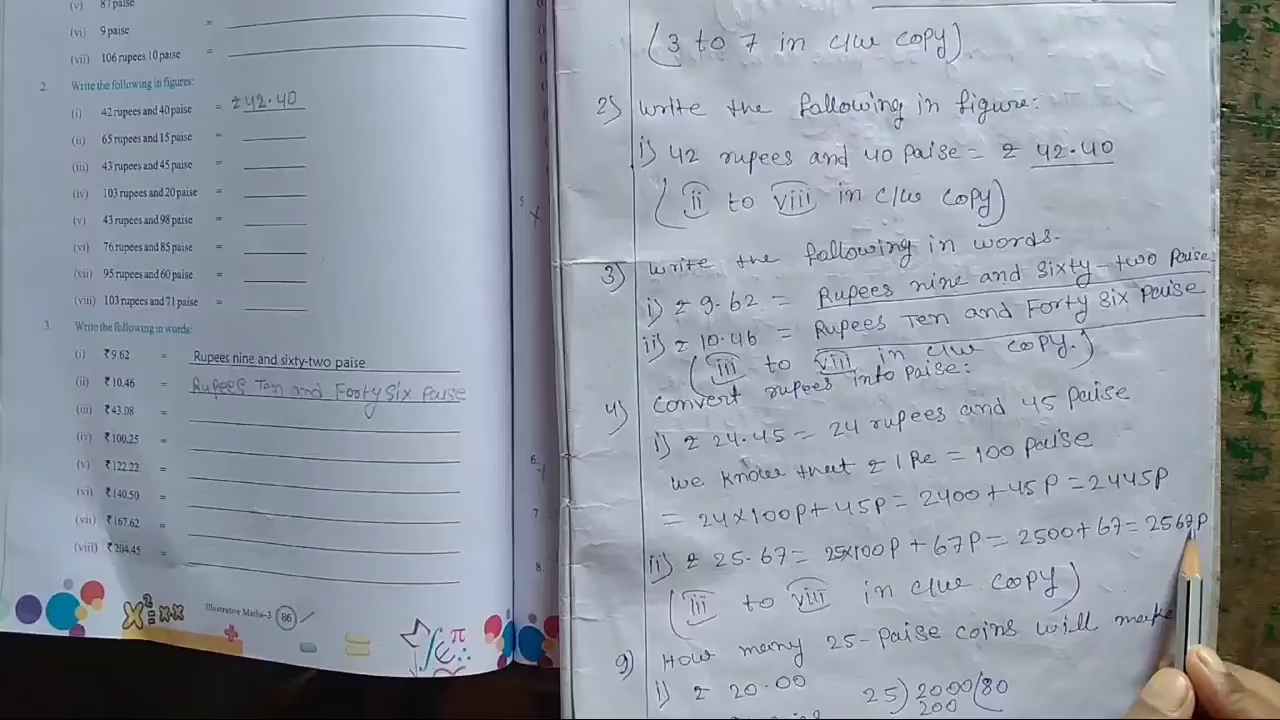 (v) 87 paise
(vi) 9 paise =
(vii) 106 rupees 10 paise =
2. Write the following in figures:
(i) 42 rupees and 40 paise = ₹42.40
(ii) 65 rupees and 15 paise =
(iii) 43 rupees and 45 paise =
(iv) 103 rupees and 20 paise =
(v) 43 rupees and 98 paise =
(vi) 76 rupees and 85 paise =
(vii) 95 rupees and 60 paise =
(viii) 103 rupees and 71 paise =
3. Write the following in words:
(i) ₹9.62 = Rupees nine and sixty-two paise
(ii) ₹10.46 = Rupees Ten and Forty Six Paise
(iii) ₹43.08 =
(iv) ₹100.25 =
(v) ₹122.22 =
(vi) ₹140.50 =
(vii) ₹167.62 =
(viii) ₹204.45 =
Illustrative Maths-3 86
5
6.
7.
8.
(3 to 7 in c/w copy)
2) Write the following in figure:
i) 42 rupees and 40 paise = ₹ 42.40
(ii to viii in c/w copy)
3) Write the following in words.
i) ₹ 9.62 = Rupees nine and Sixty-two Paise
ii) ₹ 10.46 = Rupees Ten and Forty Six paise
(iii to viii in c/w copy.)
4) Convert rupees into paise:
i) ₹ 24.45 = 24 rupees and 45 paise
we know that ₹ 1 Re = 100 paise
= 24×100P + 45P = 2400 + 45 P = 2445P
ii) ₹ 25.67 = 25×100P + 67P = 2500 + 67 = 2567P
(iii to viii in c/w copy)
9) How many 25-paise coins will make
i) ₹ 20.00 25)2000(80
200